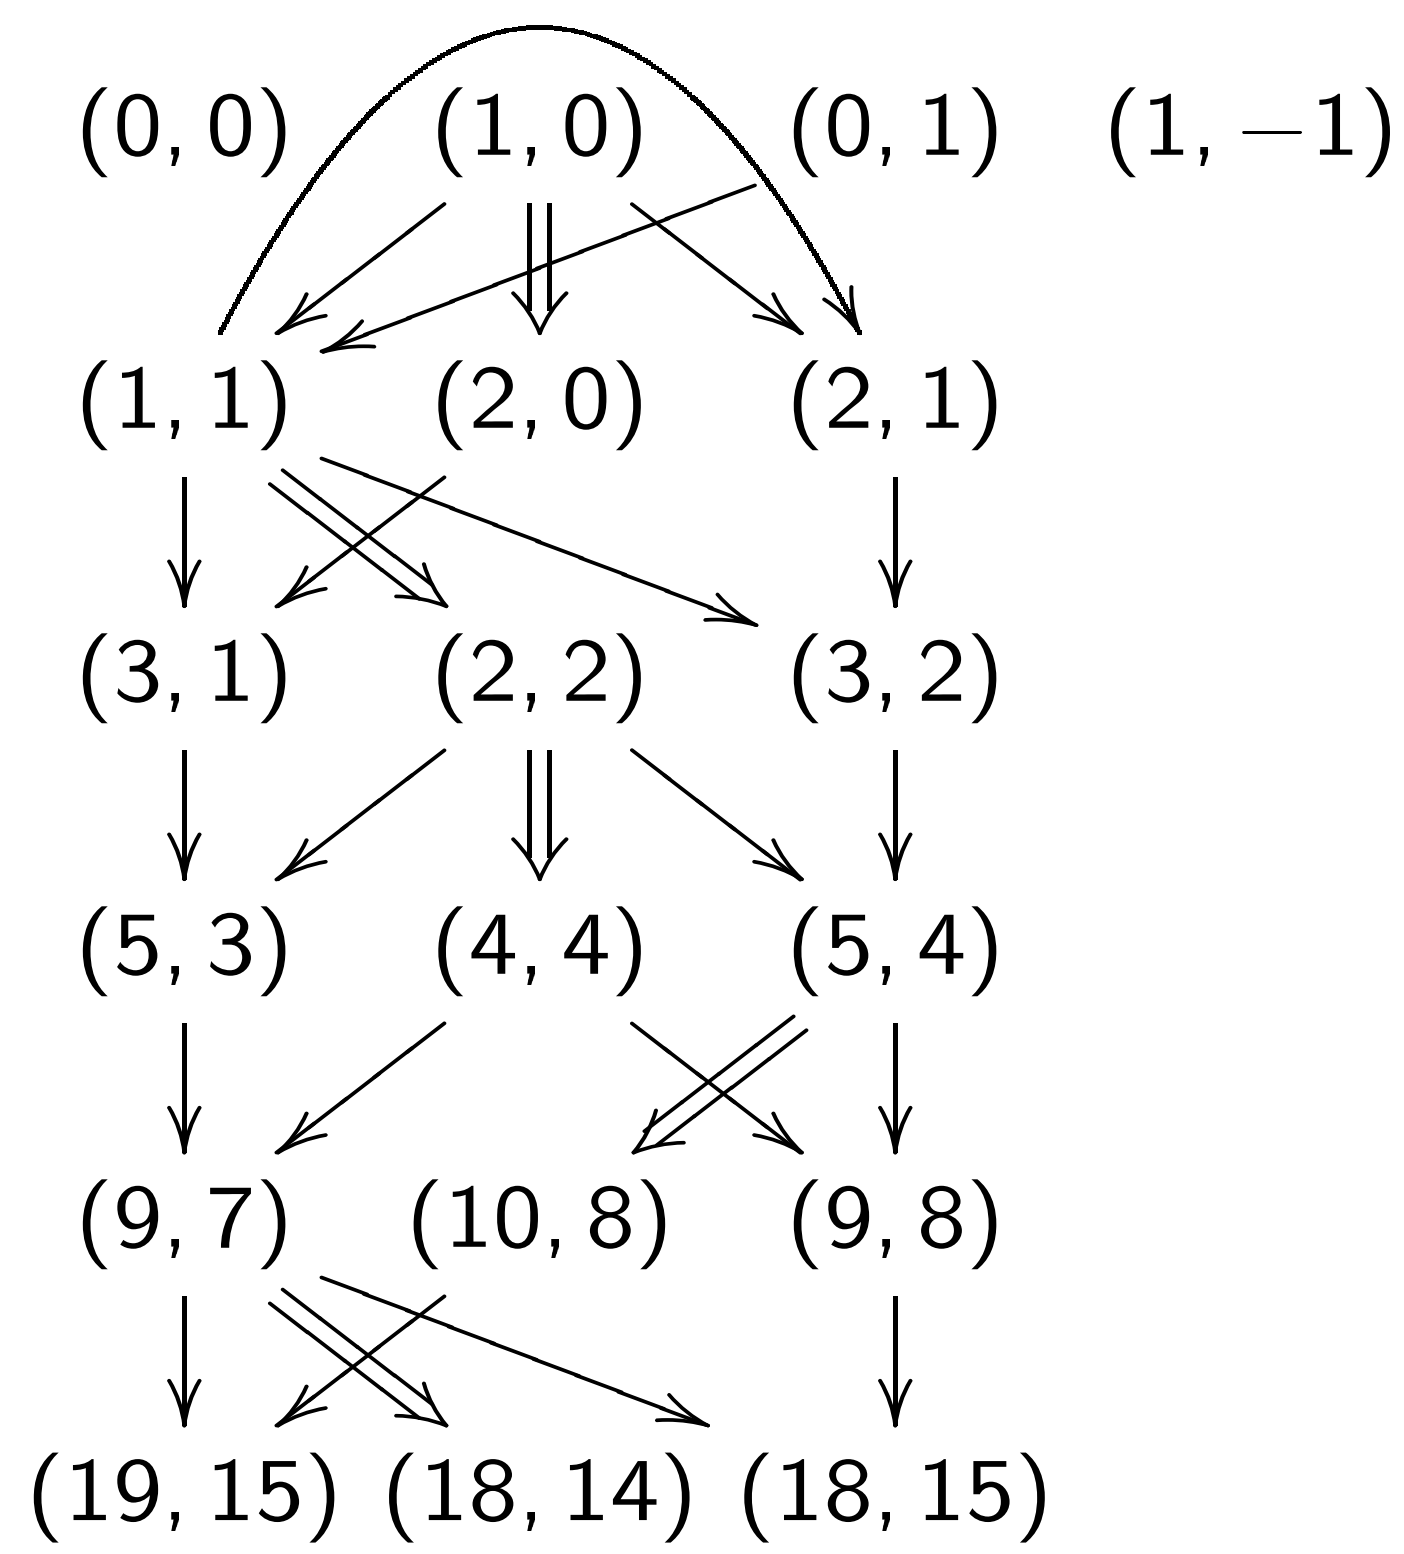 (0, 0) (1, 0) (0, 1) (1, −1)
(1, 1) (2, 0) (2, 1)
(3, 1) (2, 2) (3, 2)
(5, 3) (4, 4) (5, 4)
(9, 7) (10, 8) (9, 8)
(19, 15) (18, 14) (18, 15)